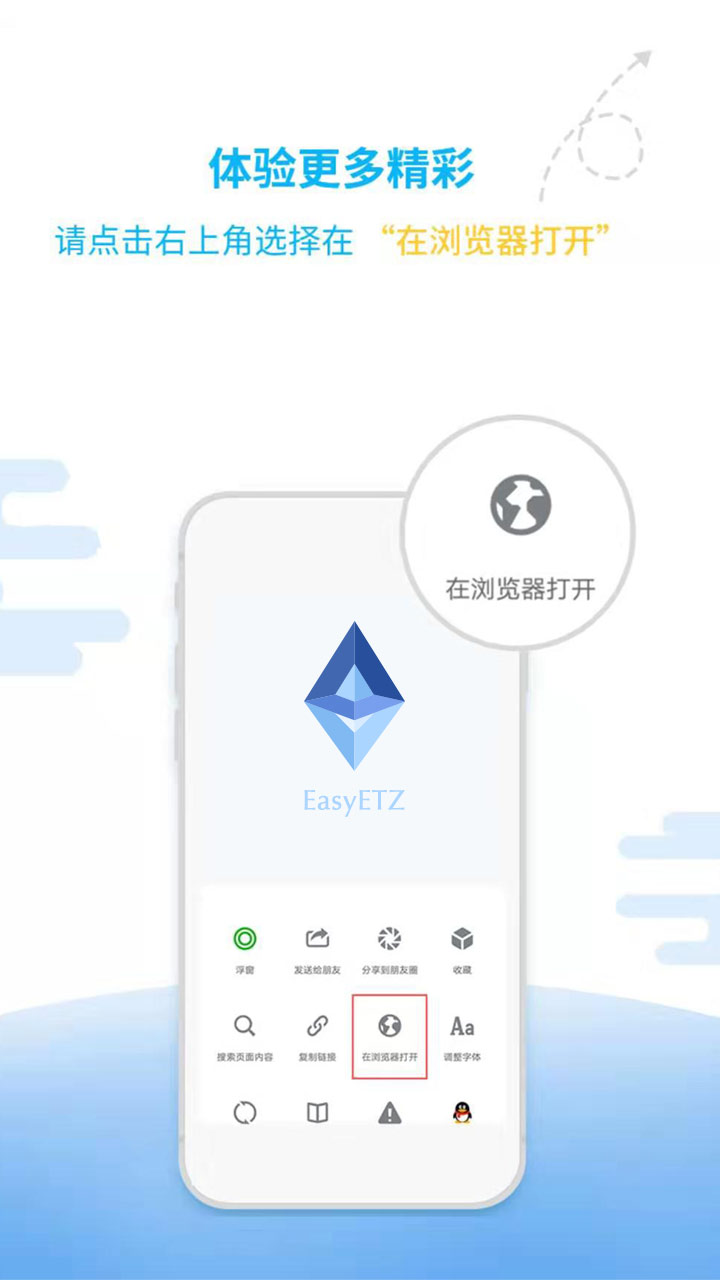 体验更多精彩
请点击右上角选择在 “在浏览器打开”
在浏览器打开
EasyETZ
浮窗 发送给朋友 分享到朋友圈 收藏
搜索页面内容 复制链接 在浏览器打开 调整字体